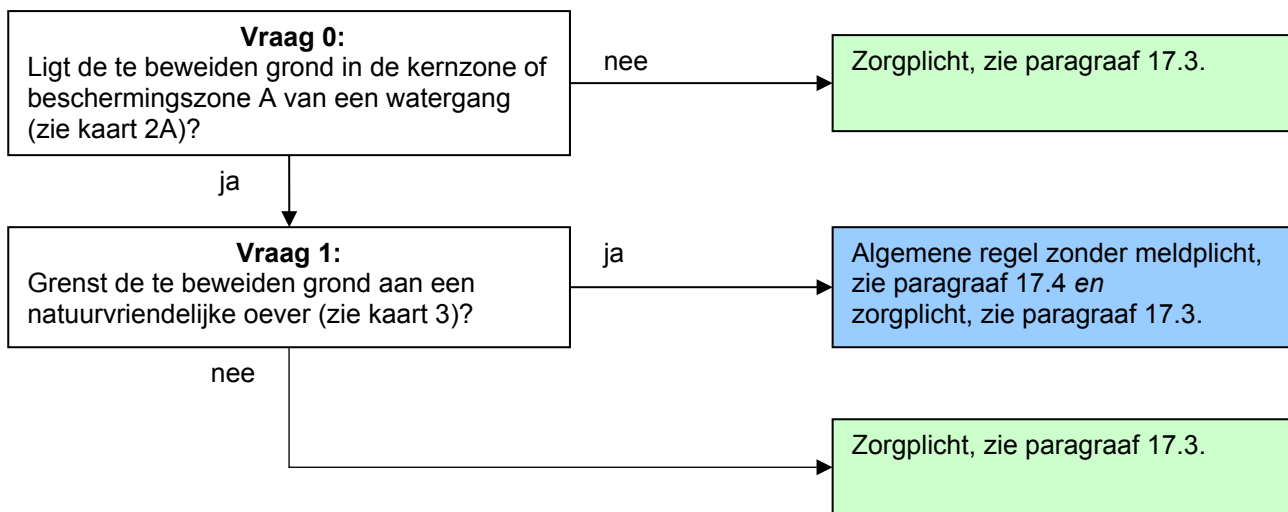 Vraag 0:
Ligt de te beweiden grond in de kernzone of
beschermingszone A van een watergang
(zie kaart 2A)?
nee
Zorgplicht, zie paragraaf 17.3.
ja
Vraag 1:
Grenst de te beweiden grond aan een
natuurvriendelijke oever (zie kaart 3)?
ja
Algemene regel zonder meldplicht,
zie paragraaf 17.4 en
zorgplicht, zie paragraaf 17.3.
nee
Zorgplicht, zie paragraaf 17.3.